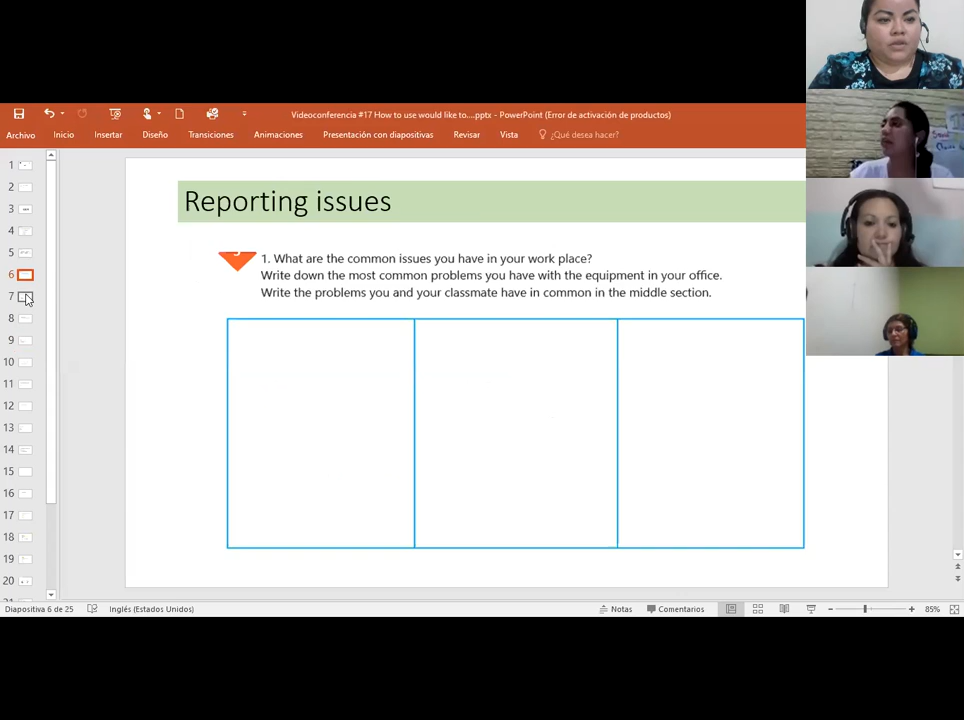 Videoconferencia #17 How to use would like to....pptx - PowerPoint (Error de activación de productos)
Archivo Inicio Insertar Diseño Transiciones Animaciones Presentación con diapositivas Revisar Vista ¿Qué desea hacer?
1
2
3
4
5
6
7
8
9
10
11
12
13
14
15
16
17
18
19
20
Reporting issues
1. What are the common issues you have in your work place?
Write down the most common problems you have with the equipment in your office.
Write the problems you and your classmate have in common in the middle section.
Diapositiva 6 de 25 Inglés (Estados Unidos) Notas Comentarios 85%